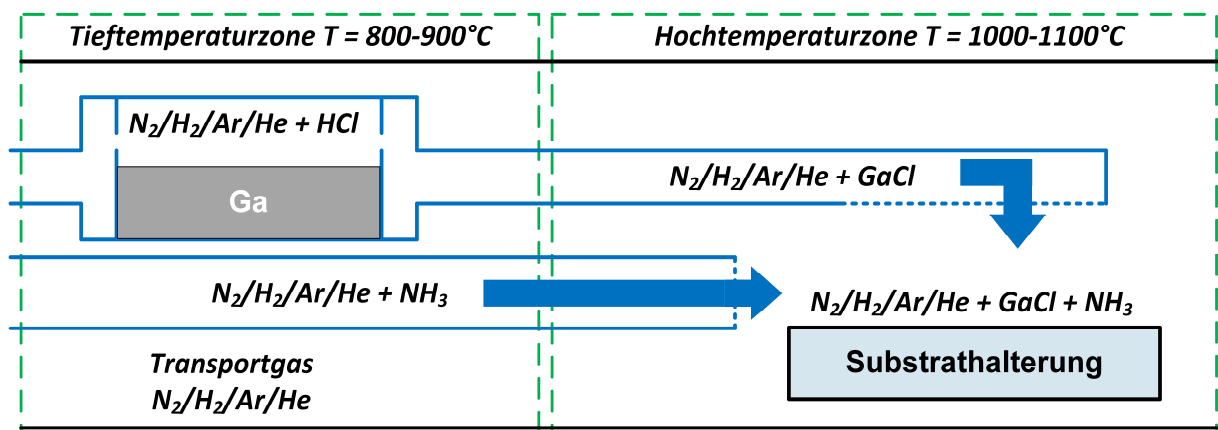 Tieftemperaturzone T = 800-900°C
Hochtemperaturzone T = 1000-1100°C
N₂/H₂/Ar/He + HCl
Ga
N₂/H₂/Ar/He + GaCl
N₂/H₂/Ar/He + NH₃
N₂/H₂/Ar/He + GaCl + NH₃
Substrathalterung
Transportgas
N₂/H₂/Ar/He